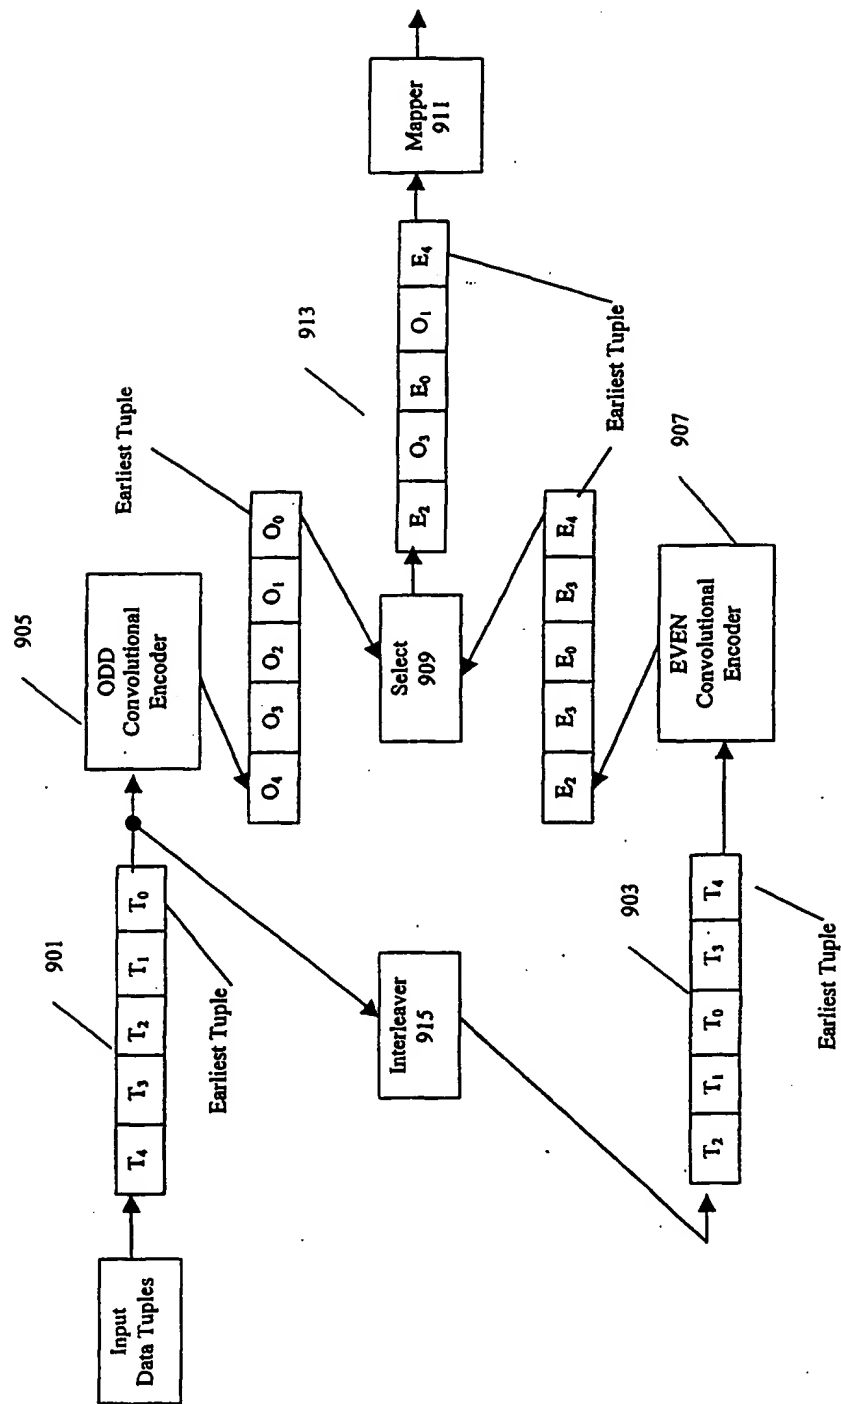 Input
Data Tuples
T₄ T₃ T₂ T₁ T₀
901
Earliest Tuple
905
ODD
Convolutional
Encoder
O₄ O₃ O₂ O₁ O₀
Earliest Tuple
Interleaver
915
Select
909
E₂ O₃ E₀ O₁ E₄
913
Mapper
911
Earliest Tuple
E₂ E₃ E₀ E₃ E₄
907
EVEN
Convolutional
Encoder
T₂ T₁ T₀ T₃ T₄
903
Earliest Tuple